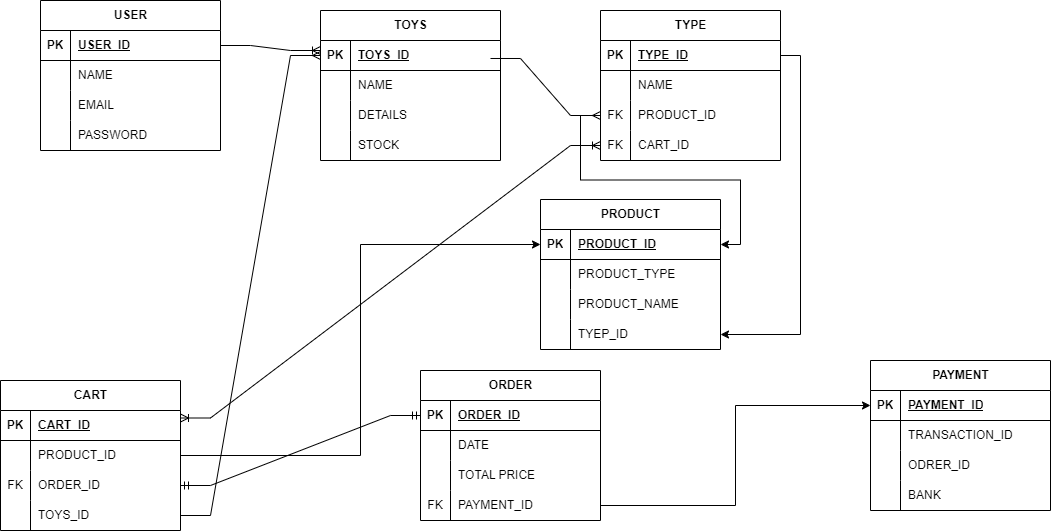 USER
PK USER_ID
NAME
EMAIL
PASSWORD
TOYS
PK TOYS_ID
NAME
DETAILS
STOCK
TYPE
PK TYPE_ID
NAME
FK PRODUCT_ID
FK CART_ID
PRODUCT
PK PRODUCT_ID
PRODUCT_TYPE
PRODUCT_NAME
TYEP_ID
CART
PK CART_ID
PRODUCT_ID
FK ORDER_ID
TOYS_ID
ORDER
PK ORDER_ID
DATE
TOTAL PRICE
FK PAYMENT_ID
PAYMENT
PK PAYMENT_ID
TRANSACTION_ID
ODRER_ID
BANK